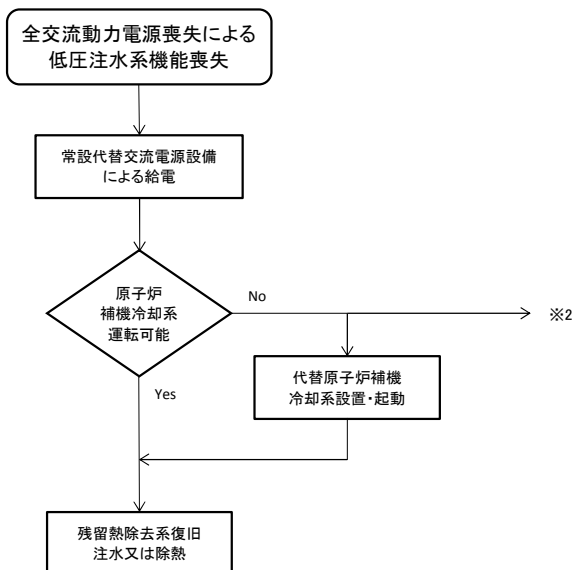 全交流動力電源喪失による
低圧注水系機能喪失
常設代替交流電源設備
による給電
原子炉
補機冷却系
運転可能
No
※2
代替原子炉補機
冷却系設置・起動
Yes
残留熱除去系復旧
注水又は除熱